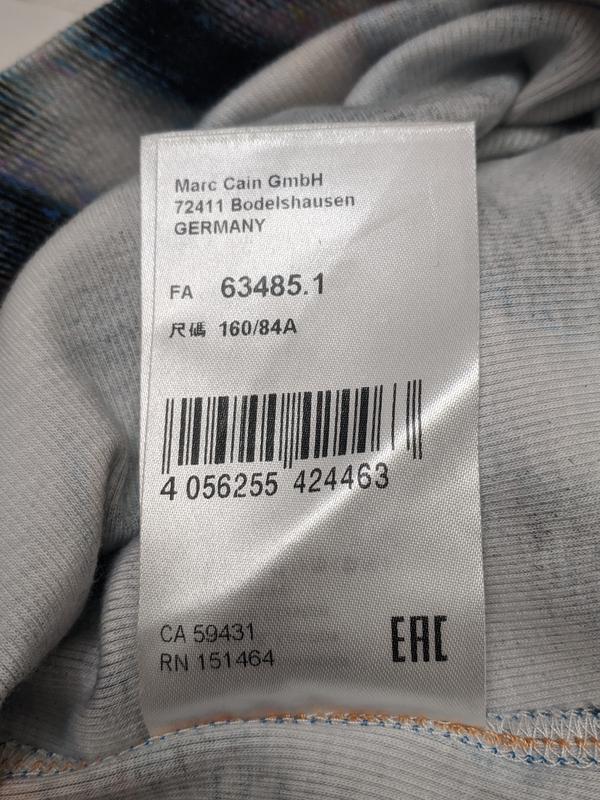 Marc Cain GmbH
72411 Bodelshausen
GERMANY
FA 63485.1
尺碼 160/84A
4 056255 424463
CA 59431
RN 151464
EAC